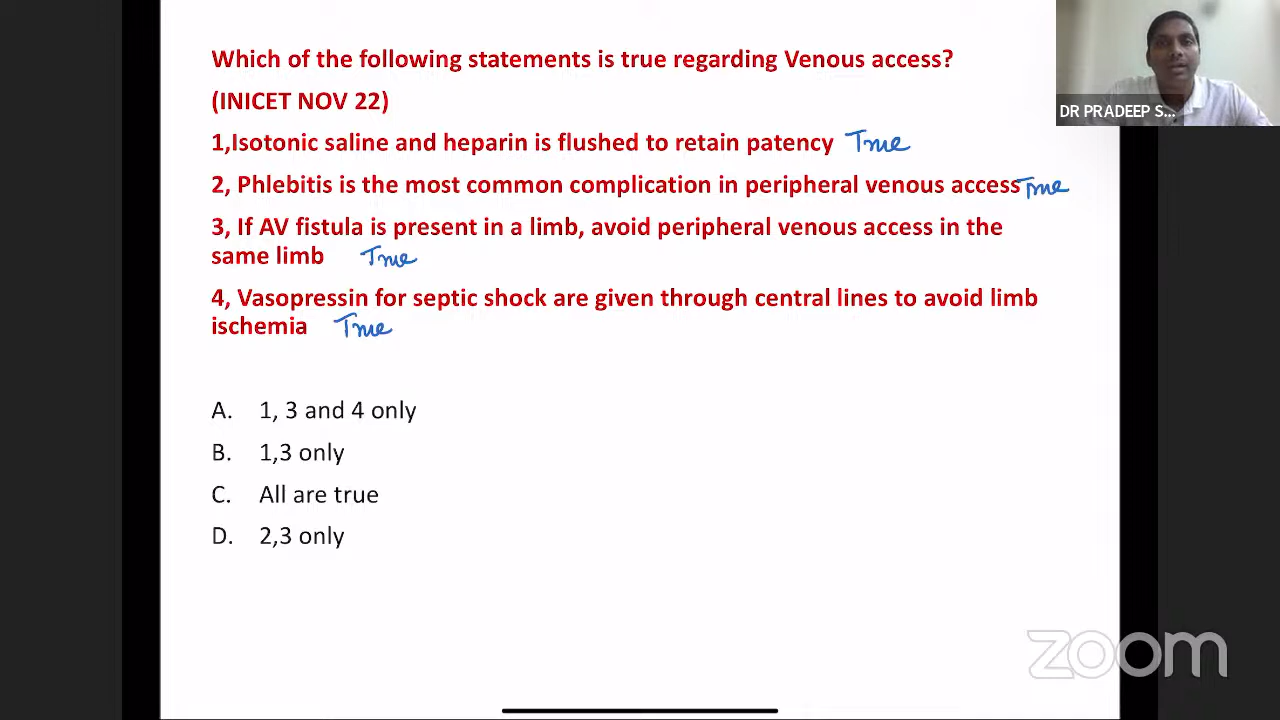 Which of the following statements is true regarding Venous access?
(INICET NOV 22)
1,Isotonic saline and heparin is flushed to retain patency True
2, Phlebitis is the most common complication in peripheral venous access True
3, If AV fistula is present in a limb, avoid peripheral venous access in the
same limb True
4, Vasopressin for septic shock are given through central lines to avoid limb
ischemia True
A. 1, 3 and 4 only
B. 1,3 only
C. All are true
D. 2,3 only
DR PRADEEP S...
zoom